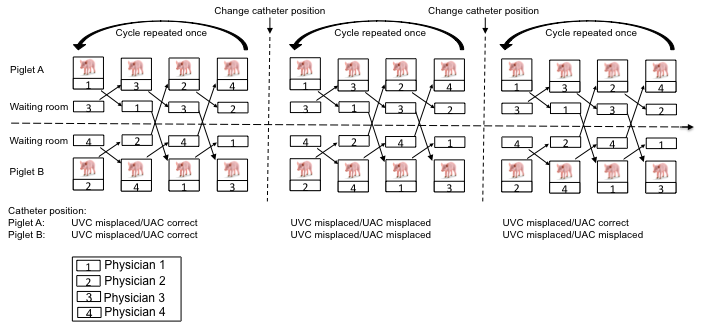 Change catheter position Change catheter position
Cycle repeated once Cycle repeated once Cycle repeated once
Piglet A
1 3 2 4 1 3 2 4 1 3 2 4
Waiting room 3 1 3 2 3 1 3 2 3 1 3 2
Waiting room 4 2 4 1 4 2 4 1 4 2 4 1
Piglet B
2 4 1 3 2 4 1 3 2 4 1 3
Catheter position:
Piglet A: UVC misplaced/UAC correct UVC misplaced/UAC misplaced UVC misplaced/UAC correct
Piglet B: UVC misplaced/UAC correct UVC misplaced/UAC misplaced UVC misplaced/UAC misplaced
1 Physician 1
2 Physician 2
3 Physician 3
4 Physician 4